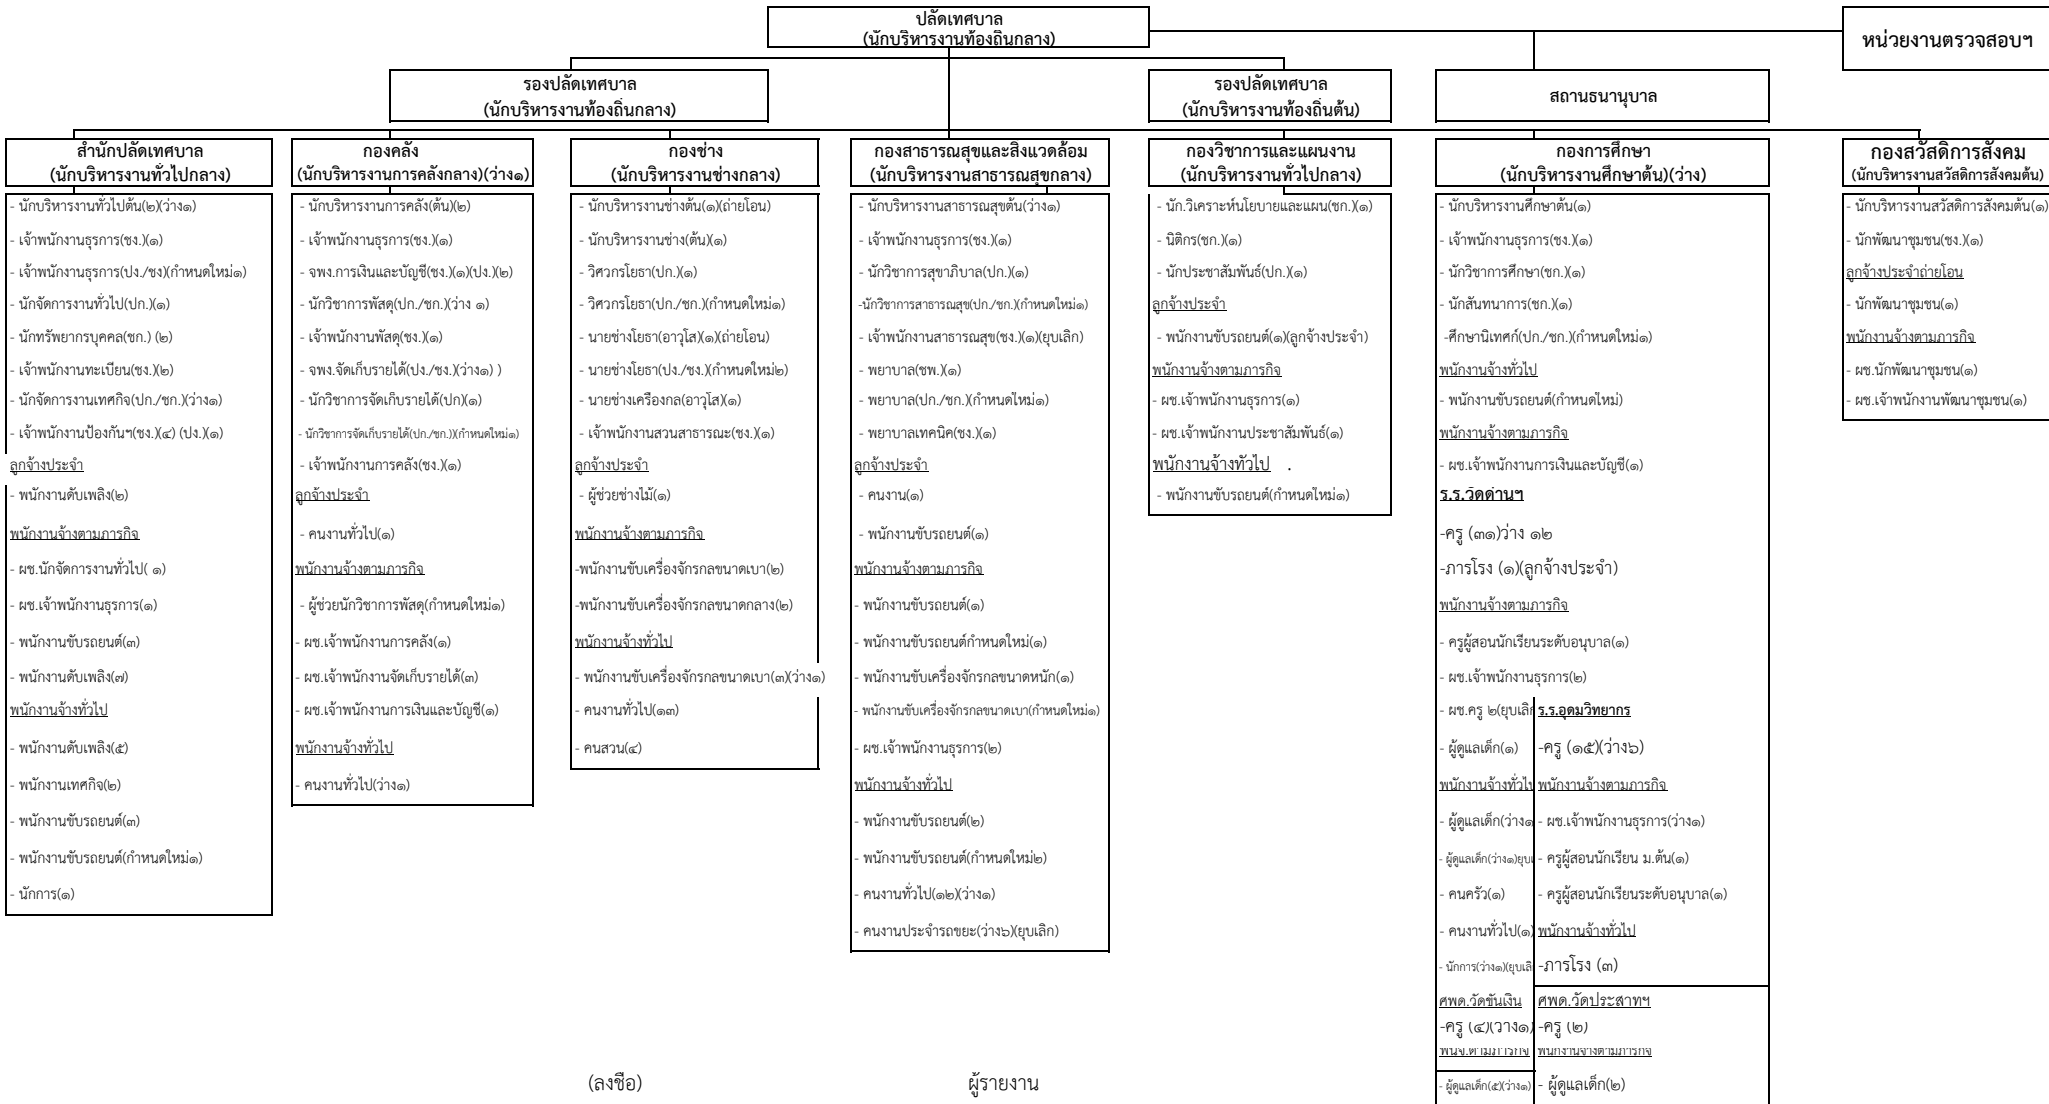 ปลัดเทศบาล
(นักบริหารงานท้องถิ่นกลาง)
หน่วยงานตรวจสอบฯ
รองปลัดเทศบาล
(นักบริหารงานท้องถิ่นกลาง)
รองปลัดเทศบาล
(นักบริหารงานท้องถิ่นต้น)
สถานธนานุบาล
สำนักปลัดเทศบาล
(นักบริหารงานทั่วไปกลาง)
- นักบริหารงานทั่วไปต้น(๒)(ว่าง๑)
- เจ้าพนักงานธุรการ(ชง.)(๑)
- เจ้าพนักงานธุรการ(ปง./ชง)(กำหนดใหม่๑)
- นักจัดการงานทั่วไป(ปก.)(๑)
- นักทรัพยากรบุคคล(ชก.) (๒)
- เจ้าพนักงานทะเบียน(ชง.)(๒)
- นักจัดการงานเทศกิจ(ปก./ชก.)(ว่าง๑)
- เจ้าพนักงานป้องกันฯ(ชง.)(๔) (ปง.)(๑)
ลูกจ้างประจำ
- พนักงานดับเพลิง(๒)
พนักงานจ้างตามภารกิจ
- ผช.นักจัดการงานทั่วไป( ๑)
- ผช.เจ้าพนักงานธุรการ(๑)
- พนักงานขับรถยนต์(๓)
- พนักงานดับเพลิง(๗)
พนักงานจ้างทั่วไป
- พนักงานดับเพลิง(๕)
- พนักงานเทศกิจ(๒)
- พนักงานขับรถยนต์(๓)
- พนักงานขับรถยนต์(กำหนดใหม่๑)
- นักการ(๑)
กองคลัง
(นักบริหารงานการคลังกลาง)(ว่าง๑)
- นักบริหารงานการคลัง(ต้น)(๒)
- เจ้าพนักงานธุรการ(ชง.)(๑)
- จพง.การเงินและบัญชี(ชง.)(๑)(ปง.)(๒)
- นักวิชาการพัสดุ(ปก./ชก.)(ว่าง ๑)
- เจ้าพนักงานพัสดุ(ชง.)(๑)
- จพง.จัดเก็บรายได้(ปง./ชง.)(ว่าง๑) )
- นักวิชาการจัดเก็บรายได้(ปก)(๑)
- นักวิชาการจัดเก็บรายได้(ปก./ชก.))(กำหนดใหม่๑)
- เจ้าพนักงานการคลัง(ชง.)(๑)
ลูกจ้างประจำ
- คนงานทั่วไป(๑)
พนักงานจ้างตามภารกิจ
- ผู้ช่วยนักวิชาการพัสดุ(กำหนดใหม่๑)
- ผช.เจ้าพนักงานการคลัง(๑)
- ผช.เจ้าพนักงานจัดเก็บรายได้(๓)
- ผช.เจ้าพนักงานการเงินและบัญชี(๑)
พนักงานจ้างทั่วไป
- คนงานทั่วไป(ว่าง๑)
กองช่าง
(นักบริหารงานช่างกลาง)
- นักบริหารงานช่างต้น(๑)(ถ่ายโอน)
- นักบริหารงานช่าง(ต้น)(๑)
- วิศวกรโยธา(ปก.)(๑)
- วิศวกรโยธา(ปก./ชก.)(กำหนดใหม่๑)
- นายช่างโยธา(อาวุโส)(๑)(ถ่ายโอน)
- นายช่างโยธา(ปง./ชง.)(กำหนดใหม่๒)
- นายช่างเครื่องกล(อาวุโส)(๑)
- เจ้าพนักงานสวนสาธารณะ(ชง.)(๑)
ลูกจ้างประจำ
- ผู้ช่วยช่างไม้(๑)
พนักงานจ้างตามภารกิจ
-พนักงานขับเครื่องจักรกลขนาดเบา(๒)
-พนักงานขับเครื่องจักรกลขนาดกลาง(๒)
พนักงานจ้างทั่วไป
- พนักงานขับเครื่องจักรกลขนาดเบา(๓)(ว่าง๑)
- คนงานทั่วไป(๑๓)
- คนสวน(๔)
กองสาธารณสุขและสิ่งแวดล้อม
(นักบริหารงานสาธารณสุขกลาง)
- นักบริหารงานสาธารณสุขต้น(ว่าง๑)
- เจ้าพนักงานธุรการ(ชง.)(๑)
- นักวิชาการสุขาภิบาล(ปก.)(๑)
-นักวิชาการสาธารณสุข(ปก./ชก.)(กำหนดใหม่๑)
- เจ้าพนักงานสาธารณสุข(ชง.)(๑)(ยุบเลิก)
- พยาบาล(ชพ.)(๑)
- พยาบาล(ปก./ชก.)(กำหนดใหม่๑)
- พยาบาลเทคนิค(ชง.)(๑)
ลูกจ้างประจำ
- คนงาน(๑)
- พนักงานขับรถยนต์(๑)
พนักงานจ้างตามภารกิจ
- พนักงานขับรถยนต์(๑)
- พนักงานขับรถยนต์กำหนดใหม่(๑)
- พนักงานขับเครื่องจักรกลขนาดหนัก(๑)
- พนักงานขับเครื่องจักรกลขนาดเบา(กำหนดใหม่๑)
- ผช.เจ้าพนักงานธุรการ(๒)
พนักงานจ้างทั่วไป
- พนักงานขับรถยนต์(๒)
- พนักงานขับรถยนต์(กำหนดใหม่๒)
- คนงานทั่วไป(๑๒)(ว่าง๑)
- คนงานประจำรถขยะ(ว่าง๖)(ยุบเลิก)
กองวิชาการและแผนงาน
(นักบริหารงานทั่วไปกลาง)
- นัก.วิเคราะห์นโยบายและแผน(ชก.)(๑)
- นิติกร(ชก.)(๑)
- นักประชาสัมพันธ์(ปก.)(๑)
ลูกจ้างประจำ
- พนักงานขับรถยนต์(๑)(ลูกจ้างประจำ)
พนักงานจ้างตามภารกิจ
- ผช.เจ้าพนักงานธุรการ(๑)
- ผช.เจ้าพนักงานประชาสัมพันธ์(๑)
พนักงานจ้างทั่วไป .
- พนักงานขับรถยนต์(กำหนดใหม่๑)
กองการศึกษา
(นักบริหารงานศึกษาต้น)(ว่าง)
- นักบริหารงานศึกษาต้น(๑)
- เจ้าพนักงานธุรการ(ชง.)(๑)
- นักวิชาการศึกษา(ชก.)(๑)
- นักสันทนาการ(ชก.)(๑)
-ศึกษานิเทศก์(ปก./ชก.)(กำหนดใหม่๑)
พนักงานจ้างทั่วไป
- พนักงานขับรถยนต์(กำหนดใหม่)
พนักงานจ้างตามภารกิจ
- ผช.เจ้าพนักงานการเงินและบัญชี(๑)
ร.ร.วัดด่านฯ
-ครู (๓๑)ว่าง ๑๒
-ภารโรง (๑)(ลูกจ้างประจำ)
พนักงานจ้างตามภารกิจ
- ครูผู้สอนนักเรียนระดับอนุบาล(๑)
- ผช.เจ้าพนักงานธุรการ(๒)
- ผช.ครู ๒(ยุบเลิก
- ผู้ดูแลเด็ก(๑)
พนักงานจ้างทั่วไป
- ผู้ดูแลเด็ก(ว่าง๑
- ผู้ดูแลเด็ก(ว่าง๑)ยุบเ
- คนครัว(๑)
- คนงานทั่วไป(๑)
- นักการ(ว่าง๑)(ยุบเลิ
ศพด.วัดขันเงิน
-ครู (๔)(ว่าง๑)
พนจ.ตามภารกิจ
- ผู้ดูแลเด็ก(๕)(ว่าง๑)
ร.ร.อุดมวิทยากร
-ครู (๑๕)(ว่าง๖)
พนักงานจ้างตามภารกิจ
- ผช.เจ้าพนักงานธุรการ(ว่าง๑)
- ครูผู้สอนนักเรียน ม.ต้น(๑)
- ครูผู้สอนนักเรียนระดับอนุบาล(๑)
พนักงานจ้างทั่วไป
-ภารโรง (๓)
ศพด.วัดประสาทฯ
-ครู (๒)
พนักงานจ้างตามภารกิจ
- ผู้ดูแลเด็ก(๒)
กองสวัสดิการสังคม
(นักบริหารงานสวัสดิการสังคมต้น)
- นักบริหารงานสวัสดิการสังคมต้น(๑)
- นักพัฒนาชุมชน(ชง.)(๑)
ลูกจ้างประจำถ่ายโอน
- นักพัฒนาชุมชน(๑)
พนักงานจ้างตามภารกิจ
- ผช.นักพัฒนาชุมชน(๑)
- ผช.เจ้าพนักงานพัฒนาชุมชน(๑)
(ลงชื่อ) ผู้รายงาน